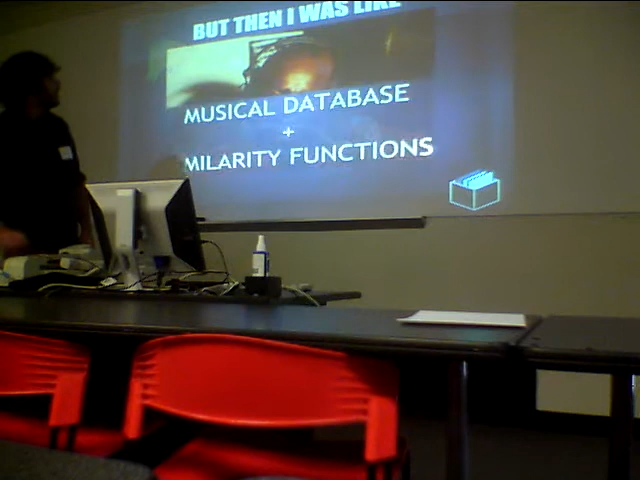 BUT THEN I WAS LIKE
MUSICAL DATABASE
+
MILARITY FUNCTIONS